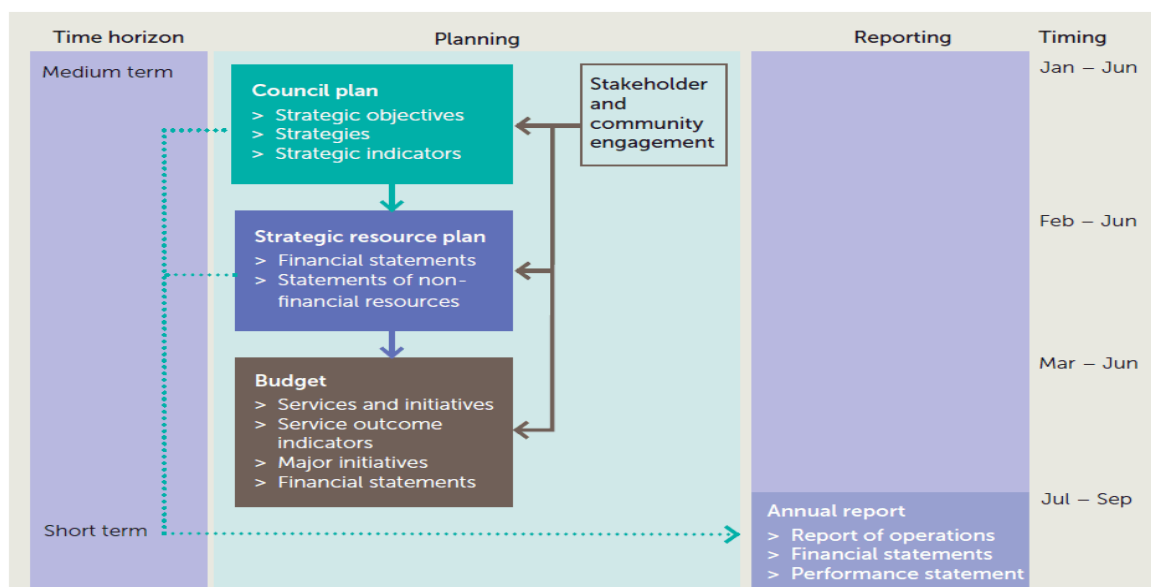 Time horizon
Planning
Reporting
Timing
Medium term
Jan – Jun
Council plan
> Strategic objectives
> Strategies
> Strategic indicators
Stakeholder
and
community
engagement
Feb – Jun
Strategic resource plan
> Financial statements
> Statements of non-
financial resources
Mar – Jun
Budget
> Services and initiatives
> Service outcome
indicators
> Major initiatives
> Financial statements
Jul – Sep
Short term
Annual report
> Report of operations
> Financial statements
> Performance statement